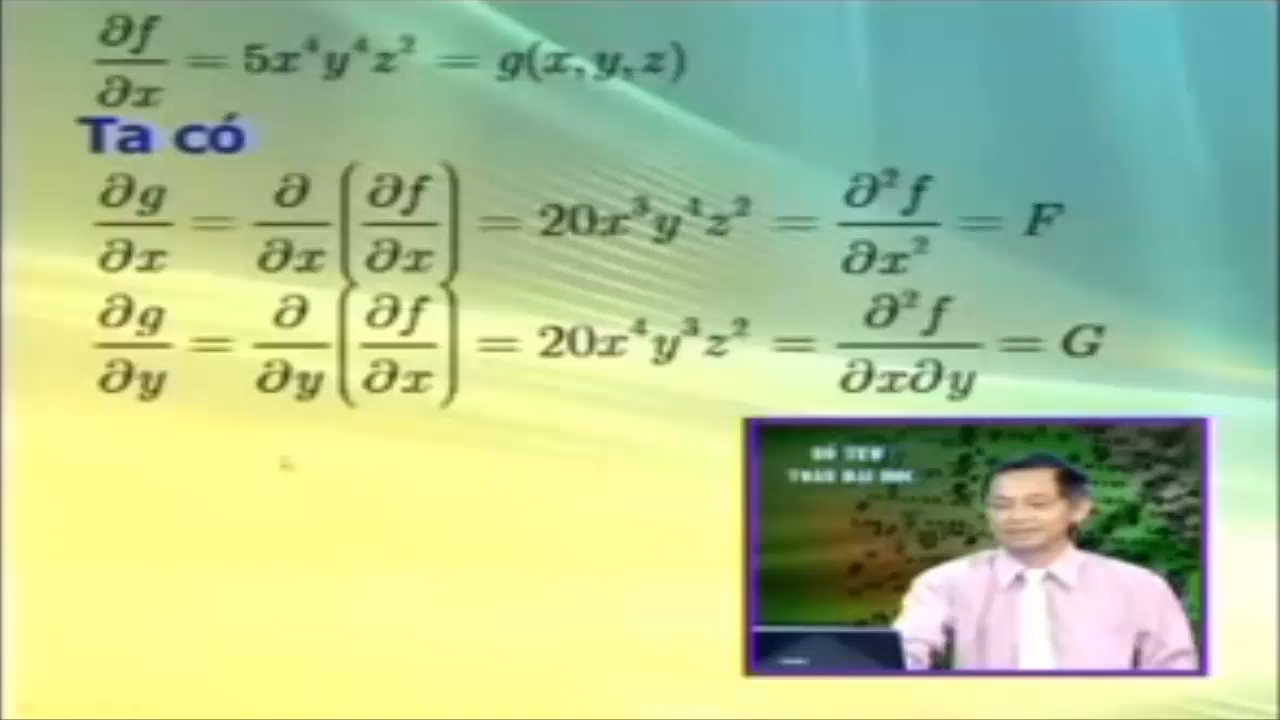 ∂f/∂x = 5x⁴y⁴z² = g(x, y, z)
Ta có
∂g/∂x = ∂/∂x (∂f/∂x) = 20x³y⁴z² = ∂²f/∂x² = F
∂g/∂y = ∂/∂y (∂f/∂x) = 20x⁴y³z² = ∂²f/∂x∂y = G